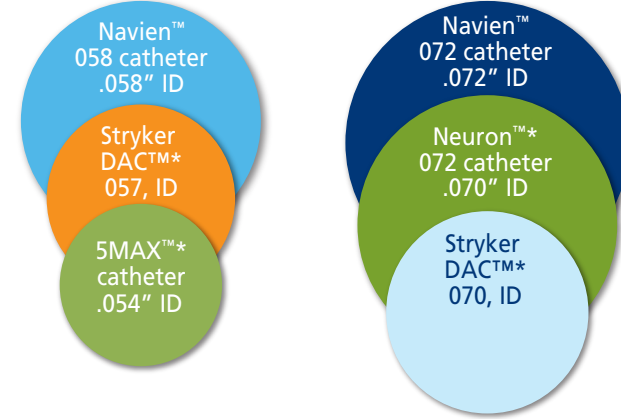 Navien™
058 catheter
.058” ID
Stryker
DAC™*
057, ID
5MAX™*
catheter
.054” ID
Navien™
072 catheter
.072” ID
Neuron™*
072 catheter
.070” ID
Stryker
DAC™*
070, ID